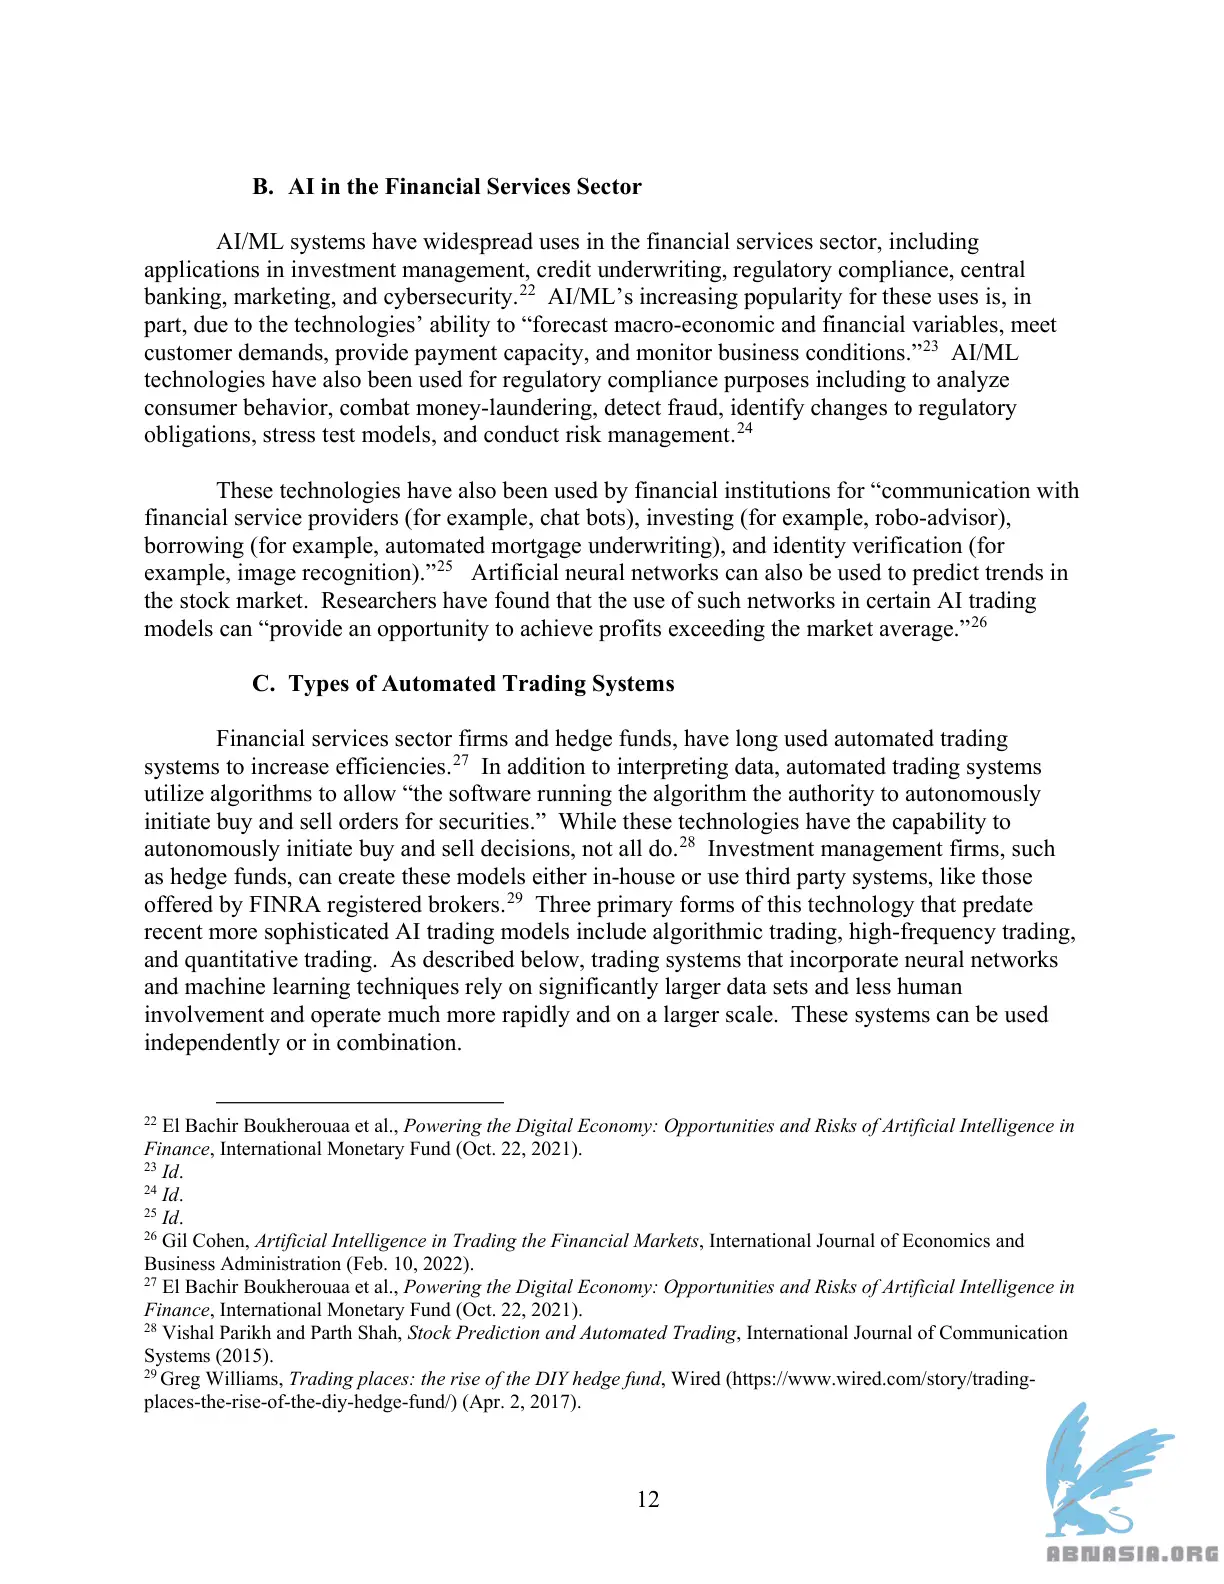 B. AI in the Financial Services Sector
AI/ML systems have widespread uses in the financial services sector, including
applications in investment management, credit underwriting, regulatory compliance, central
banking, marketing, and cybersecurity.22 AI/ML’s increasing popularity for these uses is, in
part, due to the technologies’ ability to “forecast macro-economic and financial variables, meet
customer demands, provide payment capacity, and monitor business conditions.”23 AI/ML
technologies have also been used for regulatory compliance purposes including to analyze
consumer behavior, combat money-laundering, detect fraud, identify changes to regulatory
obligations, stress test models, and conduct risk management.24
These technologies have also been used by financial institutions for “communication with
financial service providers (for example, chat bots), investing (for example, robo-advisor),
borrowing (for example, automated mortgage underwriting), and identity verification (for
example, image recognition).”25 Artificial neural networks can also be used to predict trends in
the stock market. Researchers have found that the use of such networks in certain AI trading
models can “provide an opportunity to achieve profits exceeding the market average.”26
C. Types of Automated Trading Systems
Financial services sector firms and hedge funds, have long used automated trading
systems to increase efficiencies.27 In addition to interpreting data, automated trading systems
utilize algorithms to allow “the software running the algorithm the authority to autonomously
initiate buy and sell orders for securities.” While these technologies have the capability to
autonomously initiate buy and sell decisions, not all do.28 Investment management firms, such
as hedge funds, can create these models either in-house or use third party systems, like those
offered by FINRA registered brokers.29 Three primary forms of this technology that predate
recent more sophisticated AI trading models include algorithmic trading, high-frequency trading,
and quantitative trading. As described below, trading systems that incorporate neural networks
and machine learning techniques rely on significantly larger data sets and less human
involvement and operate much more rapidly and on a larger scale. These systems can be used
independently or in combination.
22 El Bachir Boukherouaa et al., Powering the Digital Economy: Opportunities and Risks of Artificial Intelligence in
Finance, International Monetary Fund (Oct. 22, 2021).
23 Id.
24 Id.
25 Id.
26 Gil Cohen, Artificial Intelligence in Trading the Financial Markets, International Journal of Economics and
Business Administration (Feb. 10, 2022).
27 El Bachir Boukherouaa et al., Powering the Digital Economy: Opportunities and Risks of Artificial Intelligence in
Finance, International Monetary Fund (Oct. 22, 2021).
28 Vishal Parikh and Parth Shah, Stock Prediction and Automated Trading, International Journal of Communication
Systems (2015).
29 Greg Williams, Trading places: the rise of the DIY hedge fund, Wired (https://www.wired.com/story/trading-
places-the-rise-of-the-diy-hedge-fund/) (Apr. 2, 2017).
12
ABNASIA.ORG